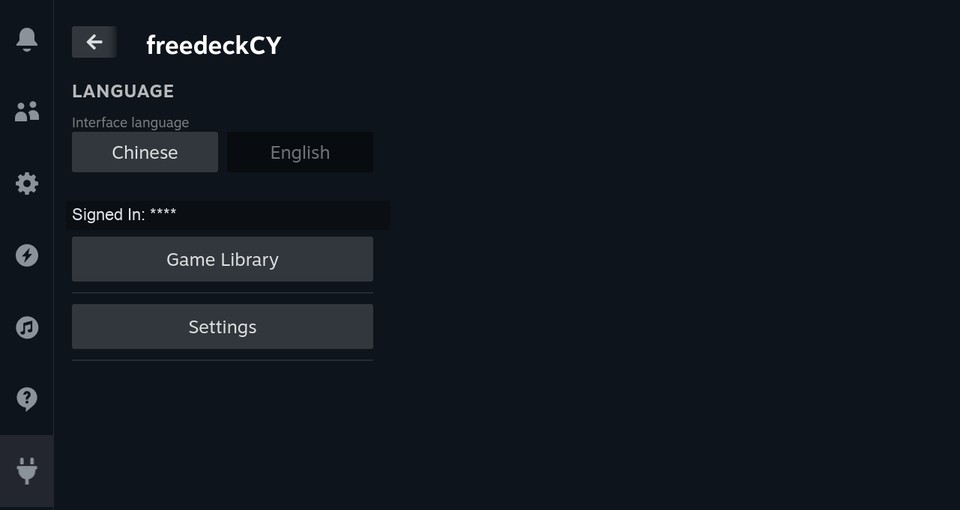 freedeckCY
LANGUAGE
Interface language
Chinese English
Signed In: ****
Game Library
Settings